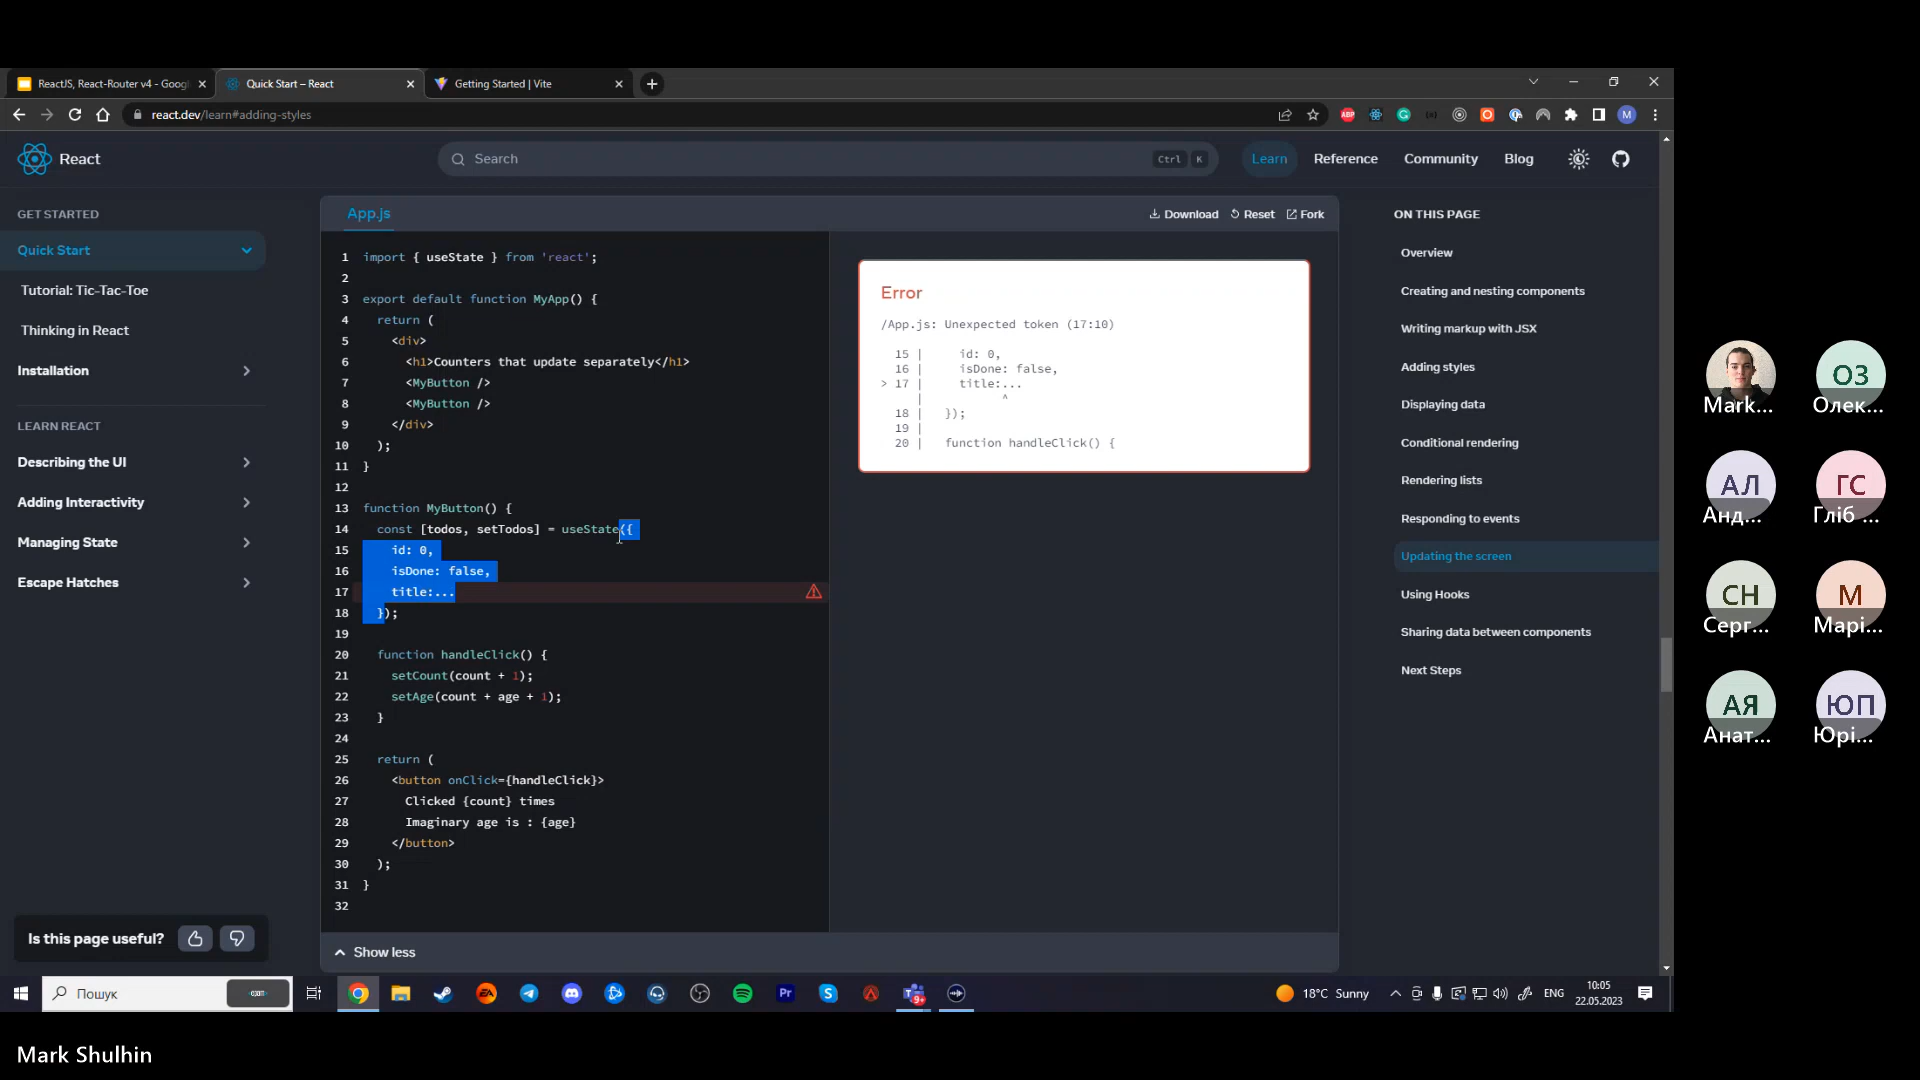 ReactJS, React-Router v4 - Googl
Quick Start – React
Getting Started | Vite
react.dev/learn#adding-styles
ABP
M
React
Search
Ctrl K
Learn
Reference
Community
Blog
GET STARTED
Quick Start
Tutorial: Tic-Tac-Toe
Thinking in React
Installation
LEARN REACT
Describing the UI
Adding Interactivity
Managing State
Escape Hatches
Is this page useful?
App.js
Download
Reset
Fork
1 import { useState } from 'react';
2
3 export default function MyApp() {
4 return (
5 <div>
6 <h1>Counters that update separately</h1>
7 <MyButton />
8 <MyButton />
9 </div>
10 );
11 }
12
13 function MyButton() {
14 const [todos, setTodos] = useState({
15 id: 0,
16 isDone: false,
17 title:...
18 });
19
20 function handleClick() {
21 setCount(count + 1);
22 setAge(count + age + 1);
23 }
24
25 return (
26 <button onClick={handleClick}>
27 Clicked {count} times
28 Imaginary age is : {age}
29 </button>
30 );
31 }
32
Show less
Error
/App.js: Unexpected token (17:10)
15 | id: 0,
16 | isDone: false,
> 17 | title:...
| ^
18 | });
19 |
20 | function handleClick() {
ON THIS PAGE
Overview
Creating and nesting components
Writing markup with JSX
Adding styles
Displaying data
Conditional rendering
Rendering lists
Responding to events
Updating the screen
Using Hooks
Sharing data between components
Next Steps
Mark...
ОЗ
Олек...
АЛ
Анд...
ГС
Гліб ...
СН
Серг...
М
Марі...
АЯ
Анат...
ЮП
Юрі...
Пошук
EA
Pr
9+
18°C Sunny
ENG
10:05
22.05.2023
Mark Shulhin